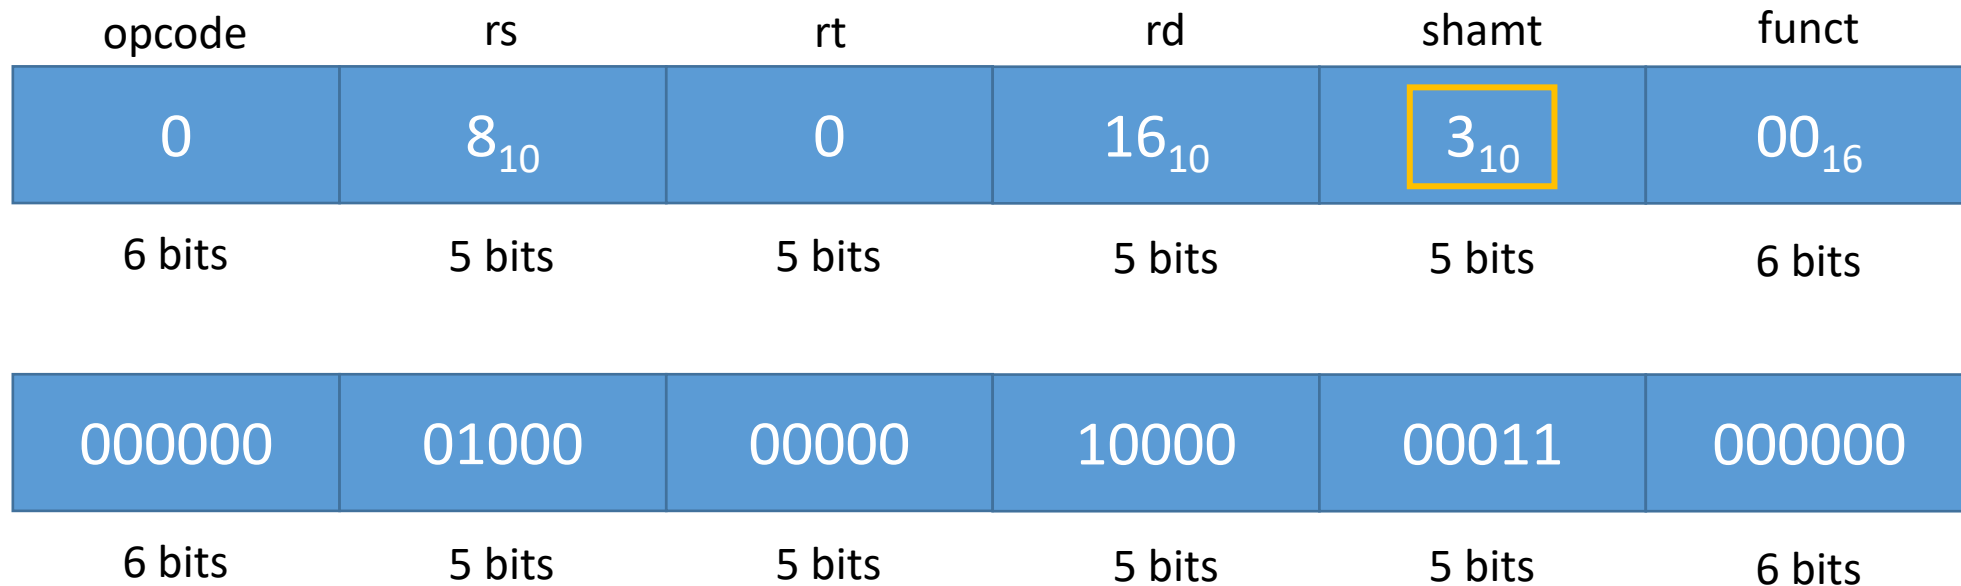 opcode rs rt rd shamt funct
0 8₁₀ 0 16₁₀ 3₁₀ 00₁₆
6 bits 5 bits 5 bits 5 bits 5 bits 6 bits
000000 01000 00000 10000 00011 000000
6 bits 5 bits 5 bits 5 bits 5 bits 6 bits